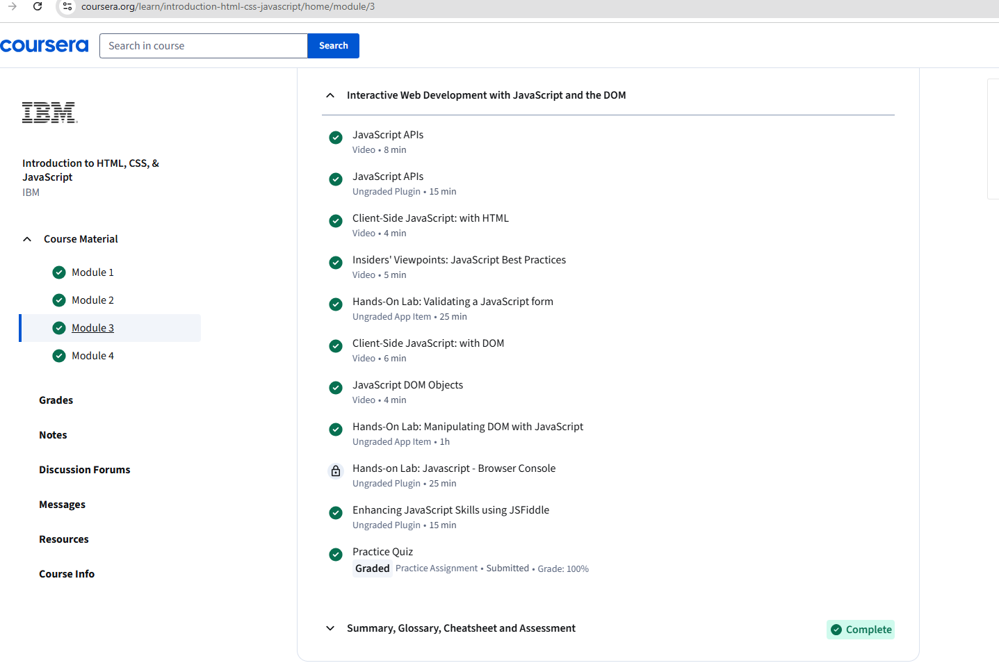 coursera.org/learn/introduction-html-css-javascript/home/module/3
coursera
Search in course
Search
IBM
Introduction to HTML, CSS, &
JavaScript
IBM
Course Material
Module 1
Module 2
Module 3
Module 4
Grades
Notes
Discussion Forums
Messages
Resources
Course Info
Interactive Web Development with JavaScript and the DOM
JavaScript APIs
Video • 8 min
JavaScript APIs
Ungraded Plugin • 15 min
Client-Side JavaScript: with HTML
Video • 4 min
Insiders' Viewpoints: JavaScript Best Practices
Video • 5 min
Hands-On Lab: Validating a JavaScript form
Ungraded App Item • 25 min
Client-Side JavaScript: with DOM
Video • 6 min
JavaScript DOM Objects
Video • 4 min
Hands-On Lab: Manipulating DOM with JavaScript
Ungraded App Item • 1h
Hands-on Lab: Javascript - Browser Console
Ungraded Plugin • 25 min
Enhancing JavaScript Skills using JSFiddle
Ungraded Plugin • 15 min
Practice Quiz
Graded Practice Assignment • Submitted • Grade: 100%
Summary, Glossary, Cheatsheet and Assessment
Complete